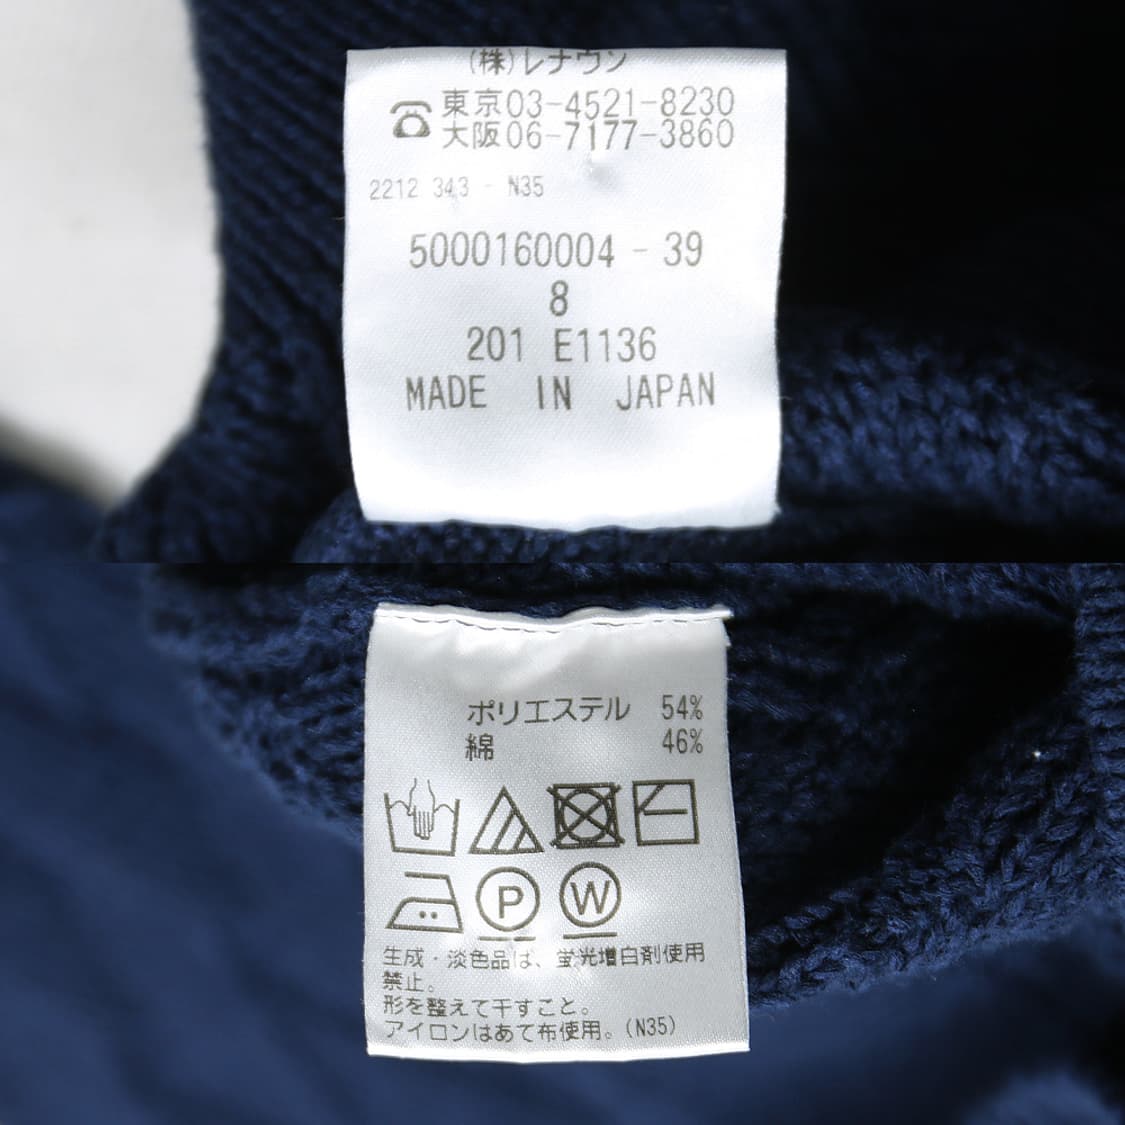 (株)レナウン
東京03-4521-8230
大阪06-7177-3860
2212 343 - N35
5000160004 - 39
8
201 E1136
MADE IN JAPAN
ポリエステル 54%
綿 46%
P W
生成・淡色品は、蛍光増白剤使用
禁止。
形を整えて干すこと。
アイロンはあて布使用。(N35)